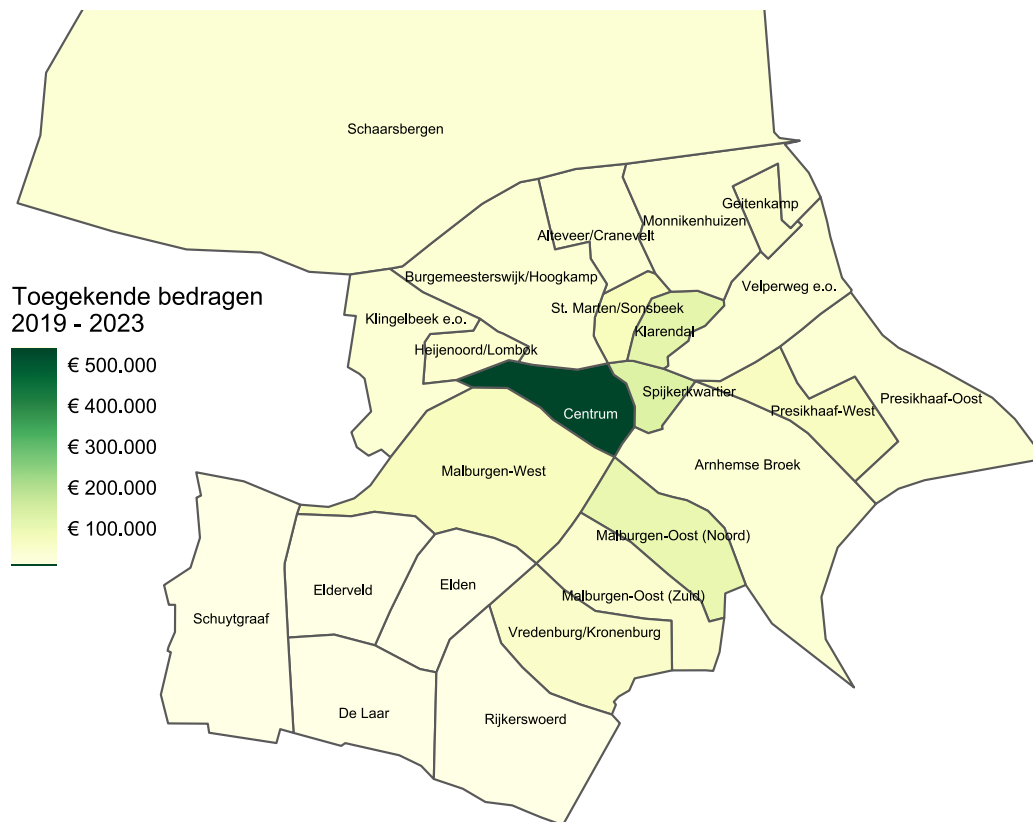 Schaarsbergen
Geitenkamp
Monnikenhuizen
Alteveer/Cranevelt
Burgemeesterswijk/Hoogkamp
Velperweg e.o.
Toegekende bedragen
2019 - 2023
St. Marten/Sonsbeek
Klingelbeek e.o.
Klarendal
Heijenoord/Lombok
€ 500.000
€ 400.000
€ 300.000
€ 200.000
€ 100.000
Spijkerkwartier
Presikhaaf-Oost
Centrum
Presikhaaf-West
Arnhemse Broek
Malburgen-West
Malburgen-Oost (Noord)
Elderveld
Elden
Malburgen-Oost (Zuid)
Schuytgraaf
Vredenburg/Kronenburg
De Laar
Rijkerswoerd